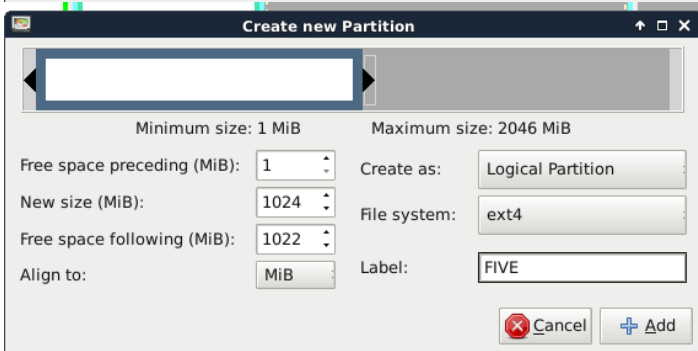 Create new Partition
Minimum size: 1 MiB Maximum size: 2046 MiB
Free space preceding (MiB): 1
Create as: Logical Partition
New size (MiB): 1024
File system: ext4
Free space following (MiB): 1022
Label: FIVE
Align to: MiB
Cancel Add